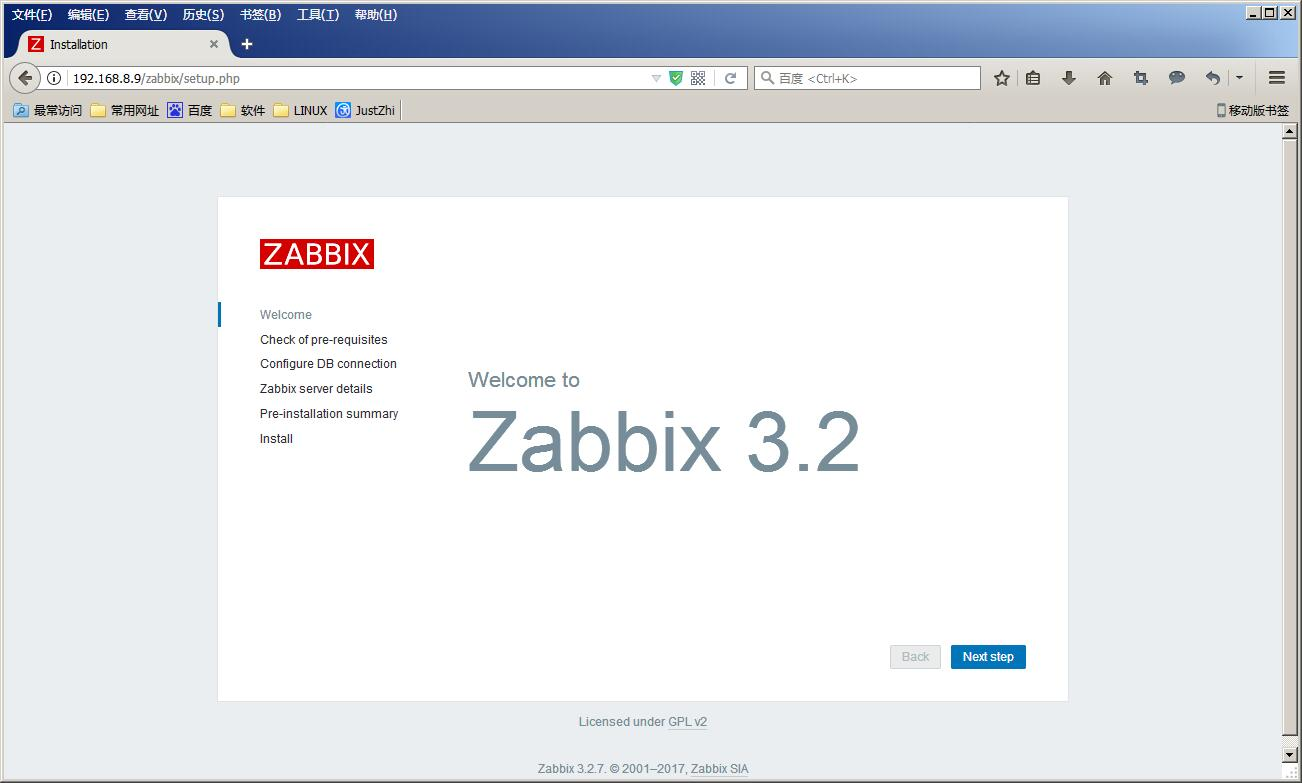 文件(F) 编辑(E) 查看(V) 历史(S) 书签(B) 工具(T) 帮助(H)
Z Installation
192.168.8.9/zabbix/setup.php
百度 <Ctrl+K>
最常访问 常用网址 百度 软件 LINUX JustZhi 移动版书签
ZABBIX
Welcome
Check of pre-requisites
Configure DB connection
Zabbix server details
Pre-installation summary
Install
Welcome to
Zabbix 3.2
Back Next step
Licensed under GPL v2
Zabbix 3.2.7. © 2001–2017, Zabbix SIA